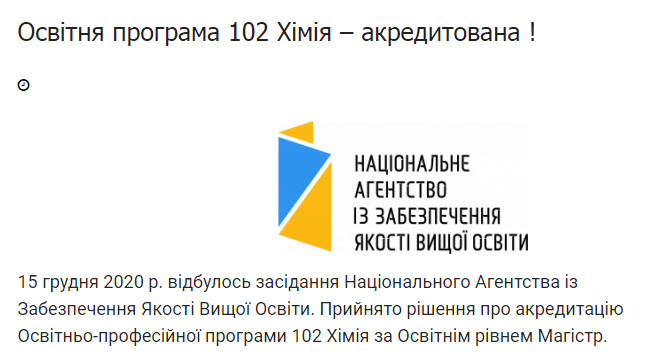 Освітня програма 102 Хімія – акредитована !
НАЦІОНАЛЬНЕ
АГЕНТСТВО
ІЗ ЗАБЕЗПЕЧЕННЯ
ЯКОСТІ ВИЩОЇ ОСВІТИ
15 грудня 2020 р. відбулось засідання Національного Агентства із
Забезпечення Якості Вищої Освіти. Прийнято рішення про акредитацію
Освітньо-професійної програми 102 Хімія за Освітнім рівнем Магістр.